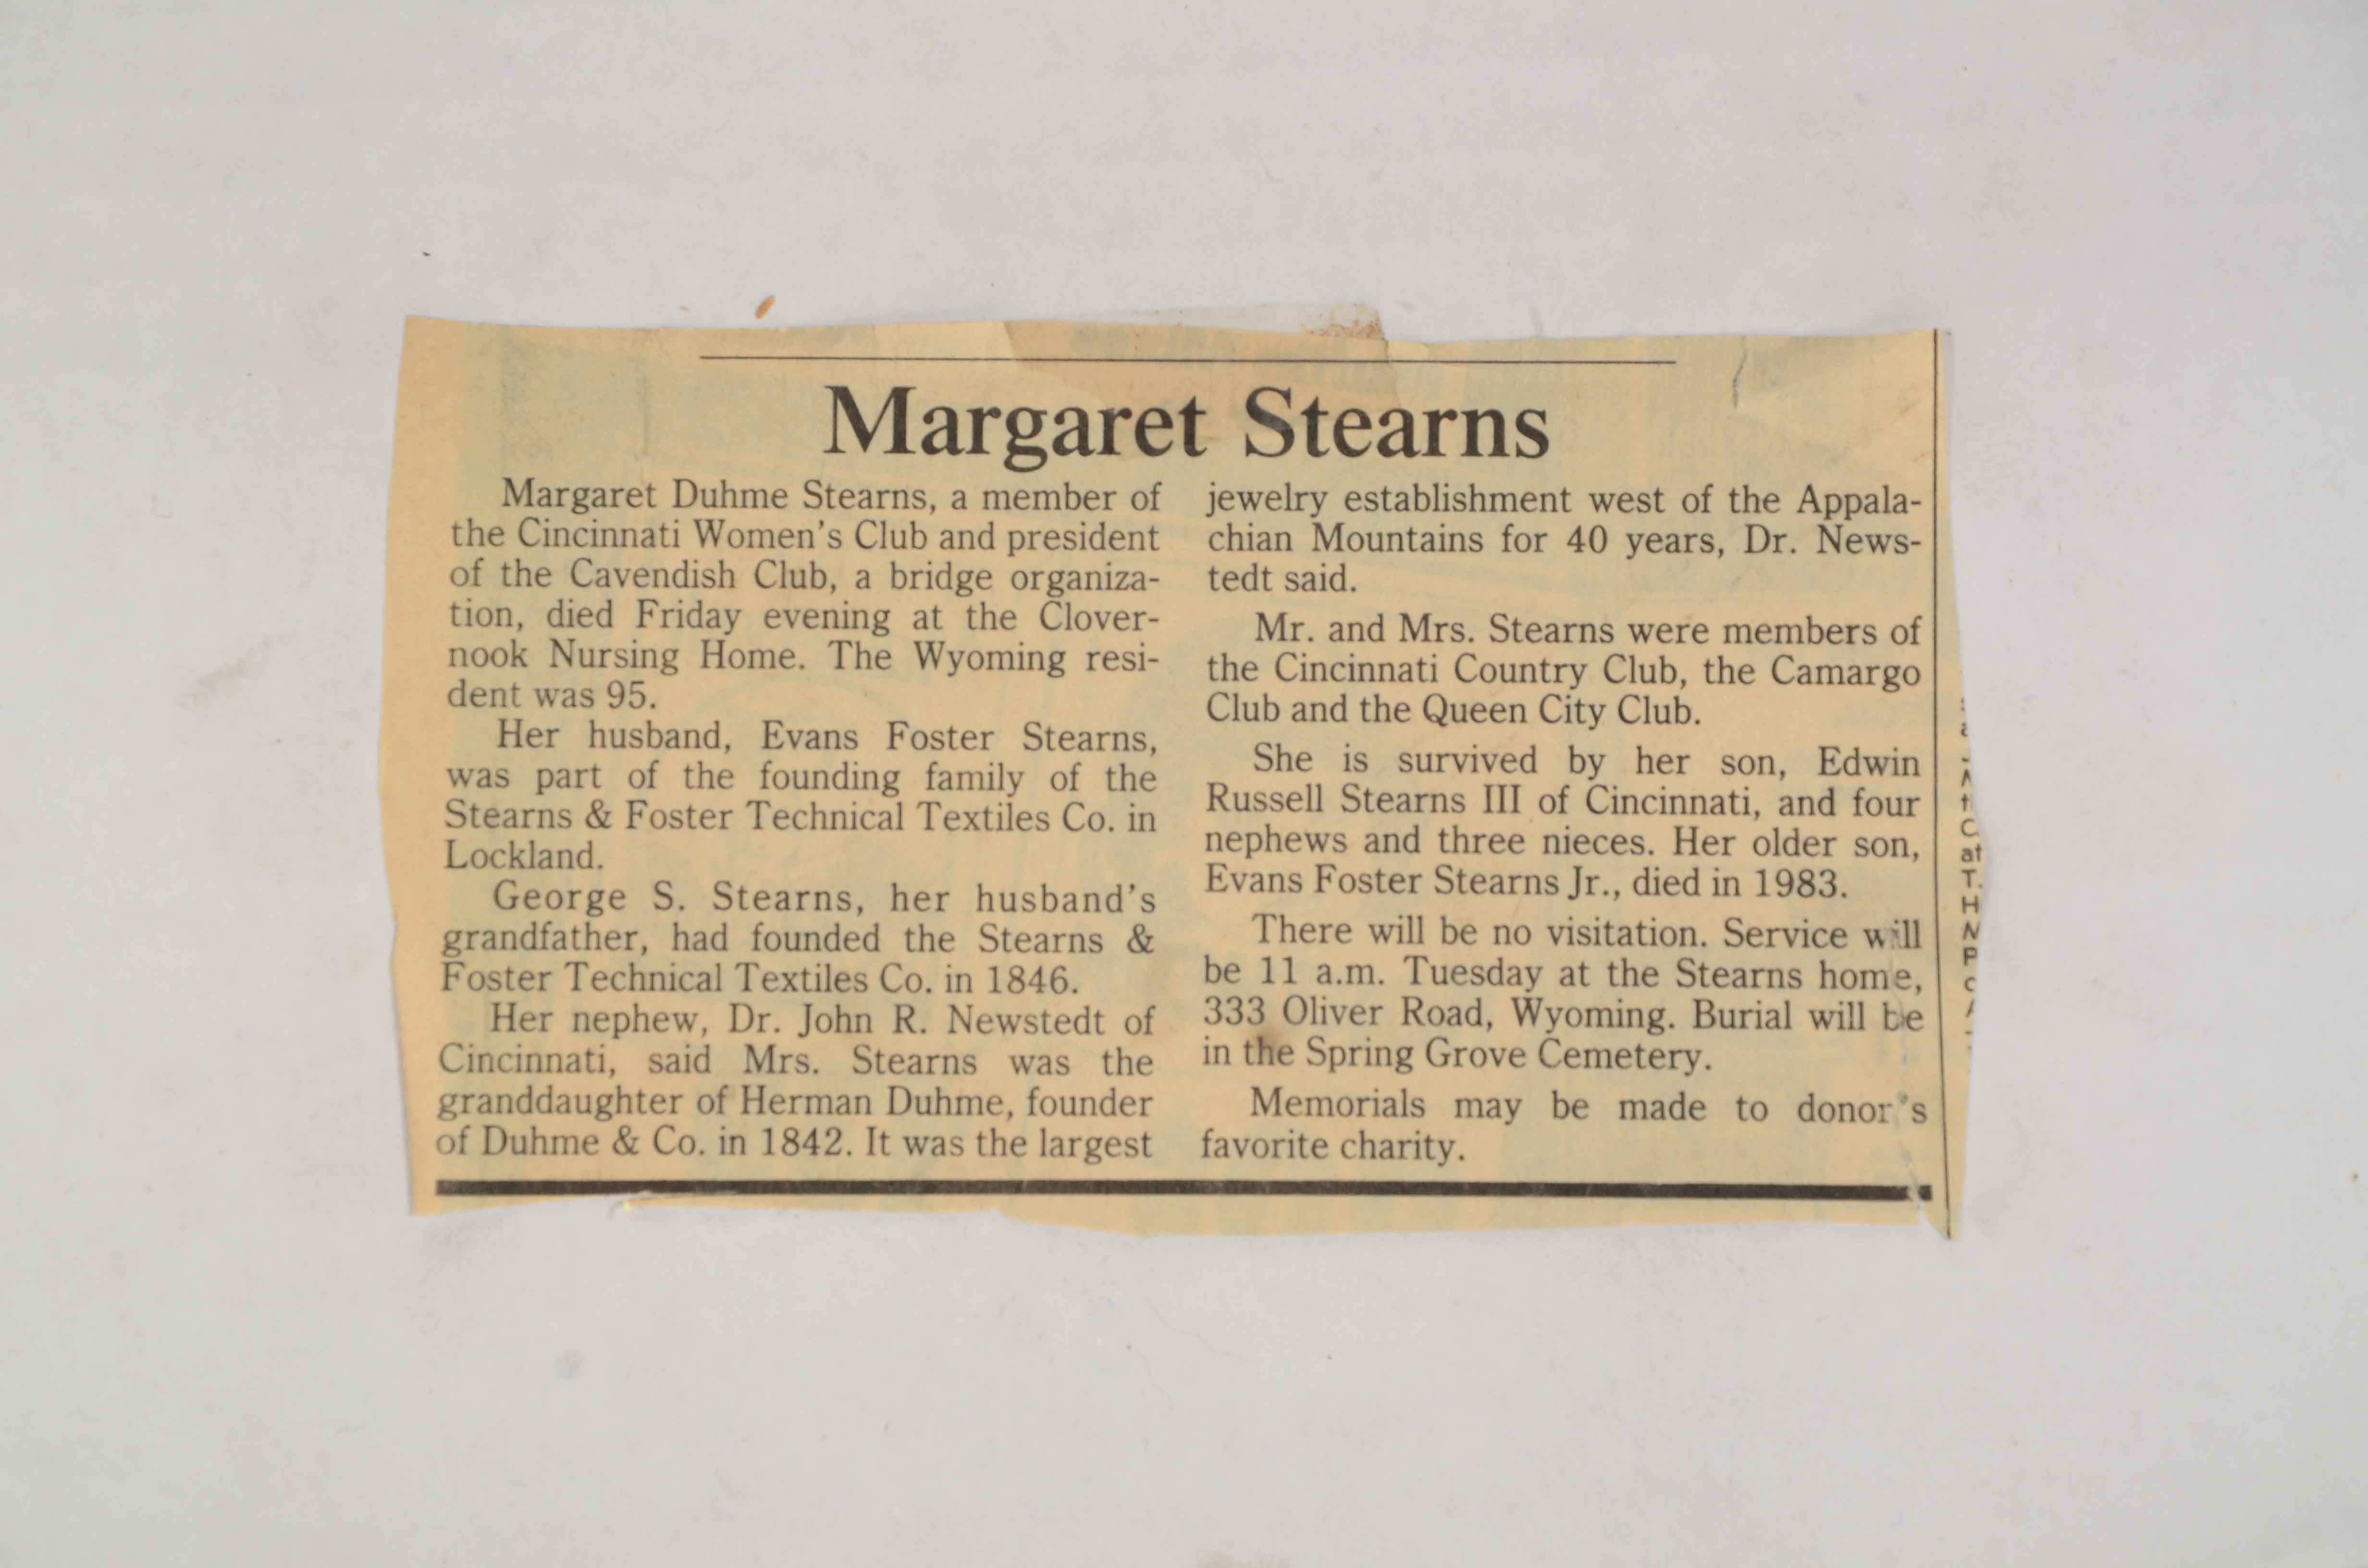 Margaret Stearns
Margaret Duhme Stearns, a member of
the Cincinnati Women's Club and president
of the Cavendish Club, a bridge organiza-
tion, died Friday evening at the Clover-
nook Nursing Home. The Wyoming resi-
dent was 95.
Her husband, Evans Foster Stearns,
was part of the founding family of the
Stearns & Foster Technical Textiles Co. in
Lockland.
George S. Stearns, her husband's
grandfather, had founded the Stearns &
Foster Technical Textiles Co. in 1846.
Her nephew, Dr. John R. Newstedt of
Cincinnati, said Mrs. Stearns was the
granddaughter of Herman Duhme, founder
of Duhme & Co. in 1842. It was the largest
jewelry establishment west of the Appala-
chian Mountains for 40 years, Dr. News-
tedt said.
Mr. and Mrs. Stearns were members of
the Cincinnati Country Club, the Camargo
Club and the Queen City Club.
She is survived by her son, Edwin
Russell Stearns III of Cincinnati, and four
nephews and three nieces. Her older son,
Evans Foster Stearns Jr., died in 1983.
There will be no visitation. Service will
be 11 a.m. Tuesday at the Stearns home,
333 Oliver Road, Wyoming. Burial will be
in the Spring Grove Cemetery.
Memorials may be made to donor's
favorite charity.